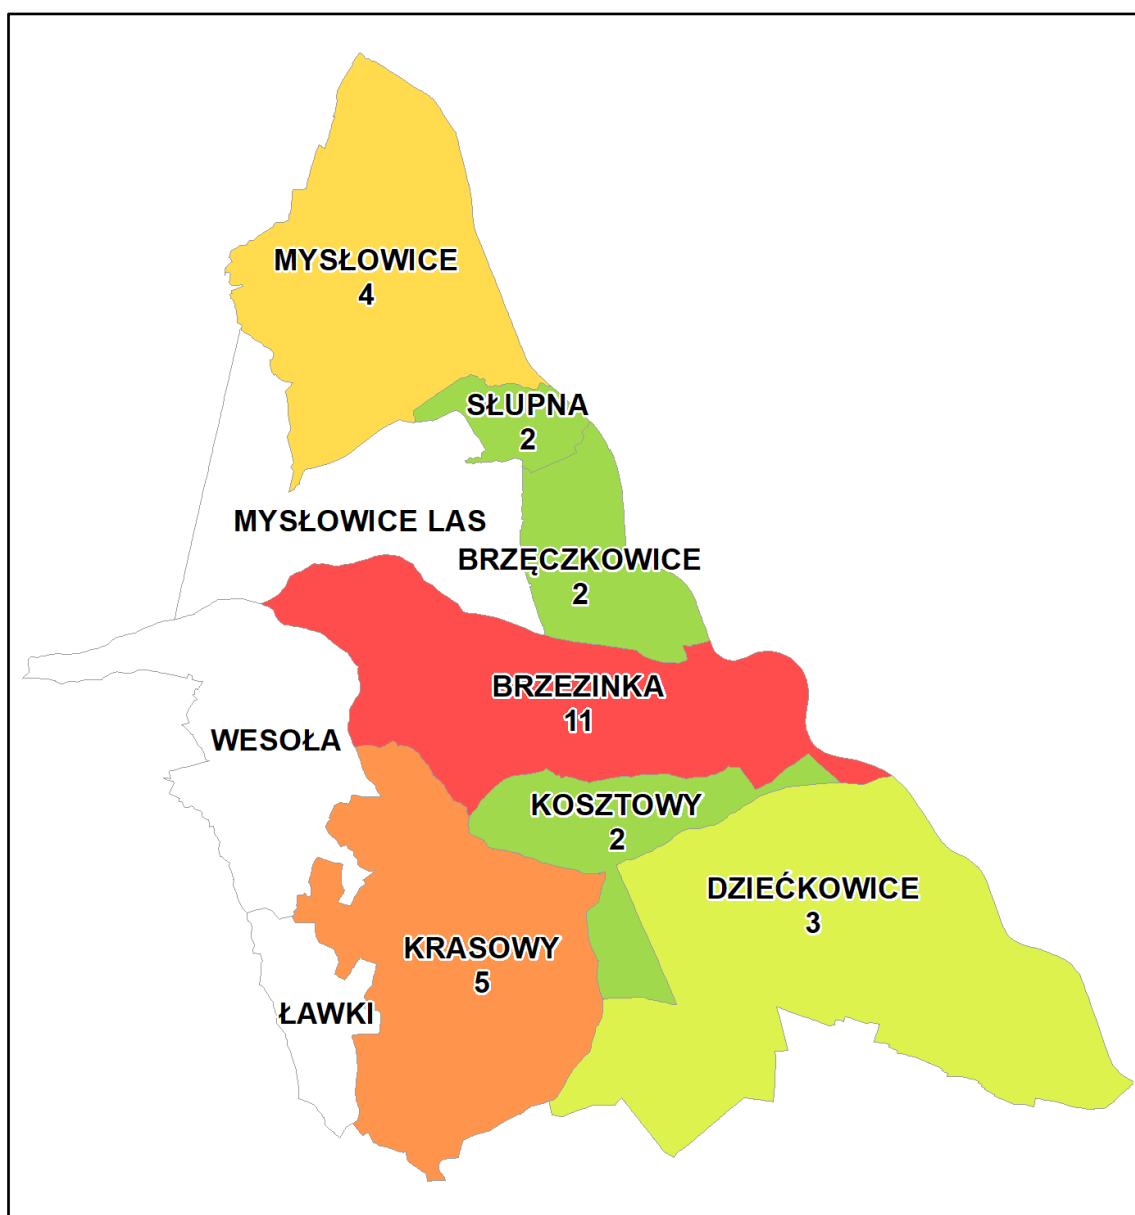 MYSŁOWICE
4
SŁUPNA
2
MYSŁOWICE LAS
BRZĘCZKOWICE
2
BRZEZINKA
11
WESOŁA
KOSZTOWY
2
DZIEĆKOWICE
3
KRASOWY
5
ŁAWKI